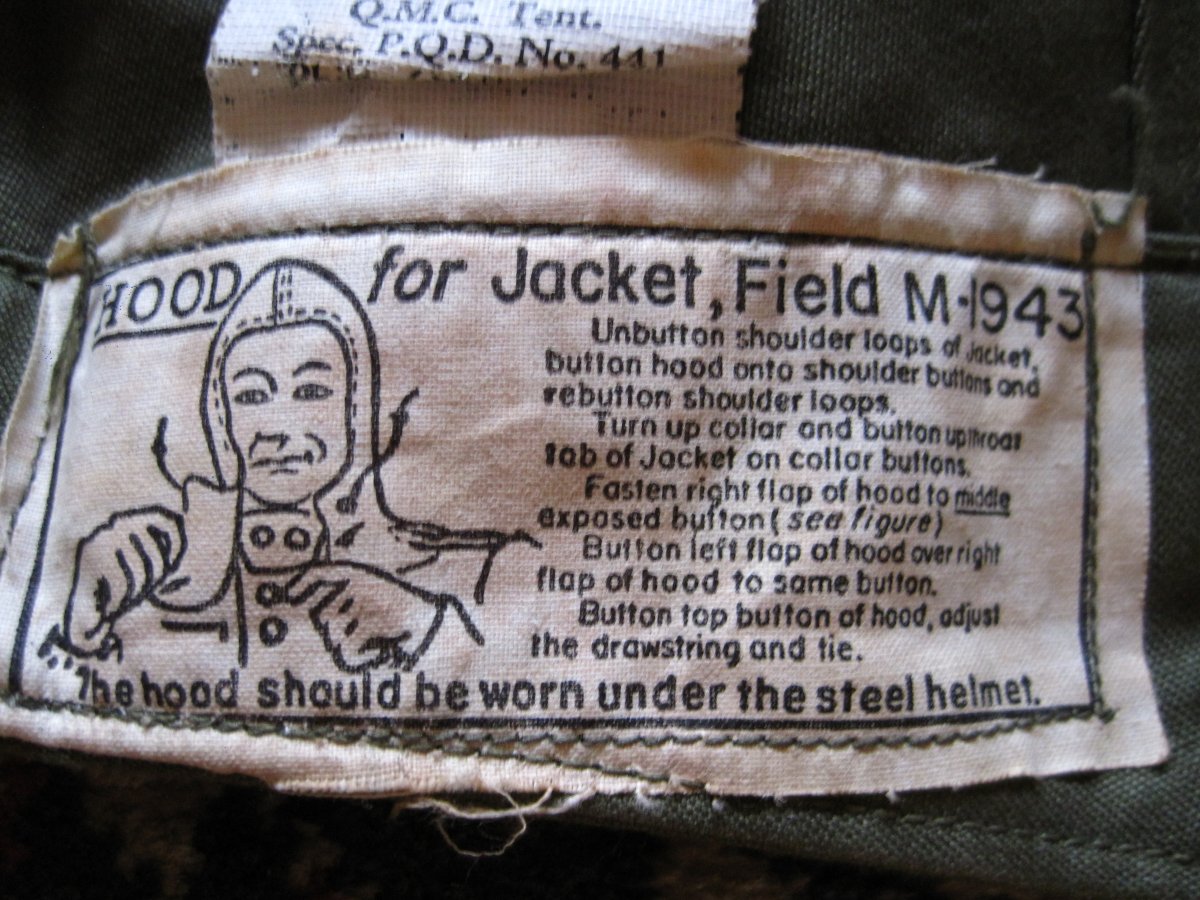 Q.M.C. Tent.
Spec. P.Q.D. No. 441
HOOD for Jacket, Field M-1943
Unbutton shoulder loops of Jacket,
button hood onto shoulder buttons and
rebutton shoulder loops.
Turn up collar and button up throat
tab of Jacket on collar buttons.
Fasten right flap of hood to middle
exposed button (see figure)
Button left flap of hood over right
flap of hood to same button.
Button top button of hood, adjust
the drawstring and tie.
The hood should be worn under the steel helmet.